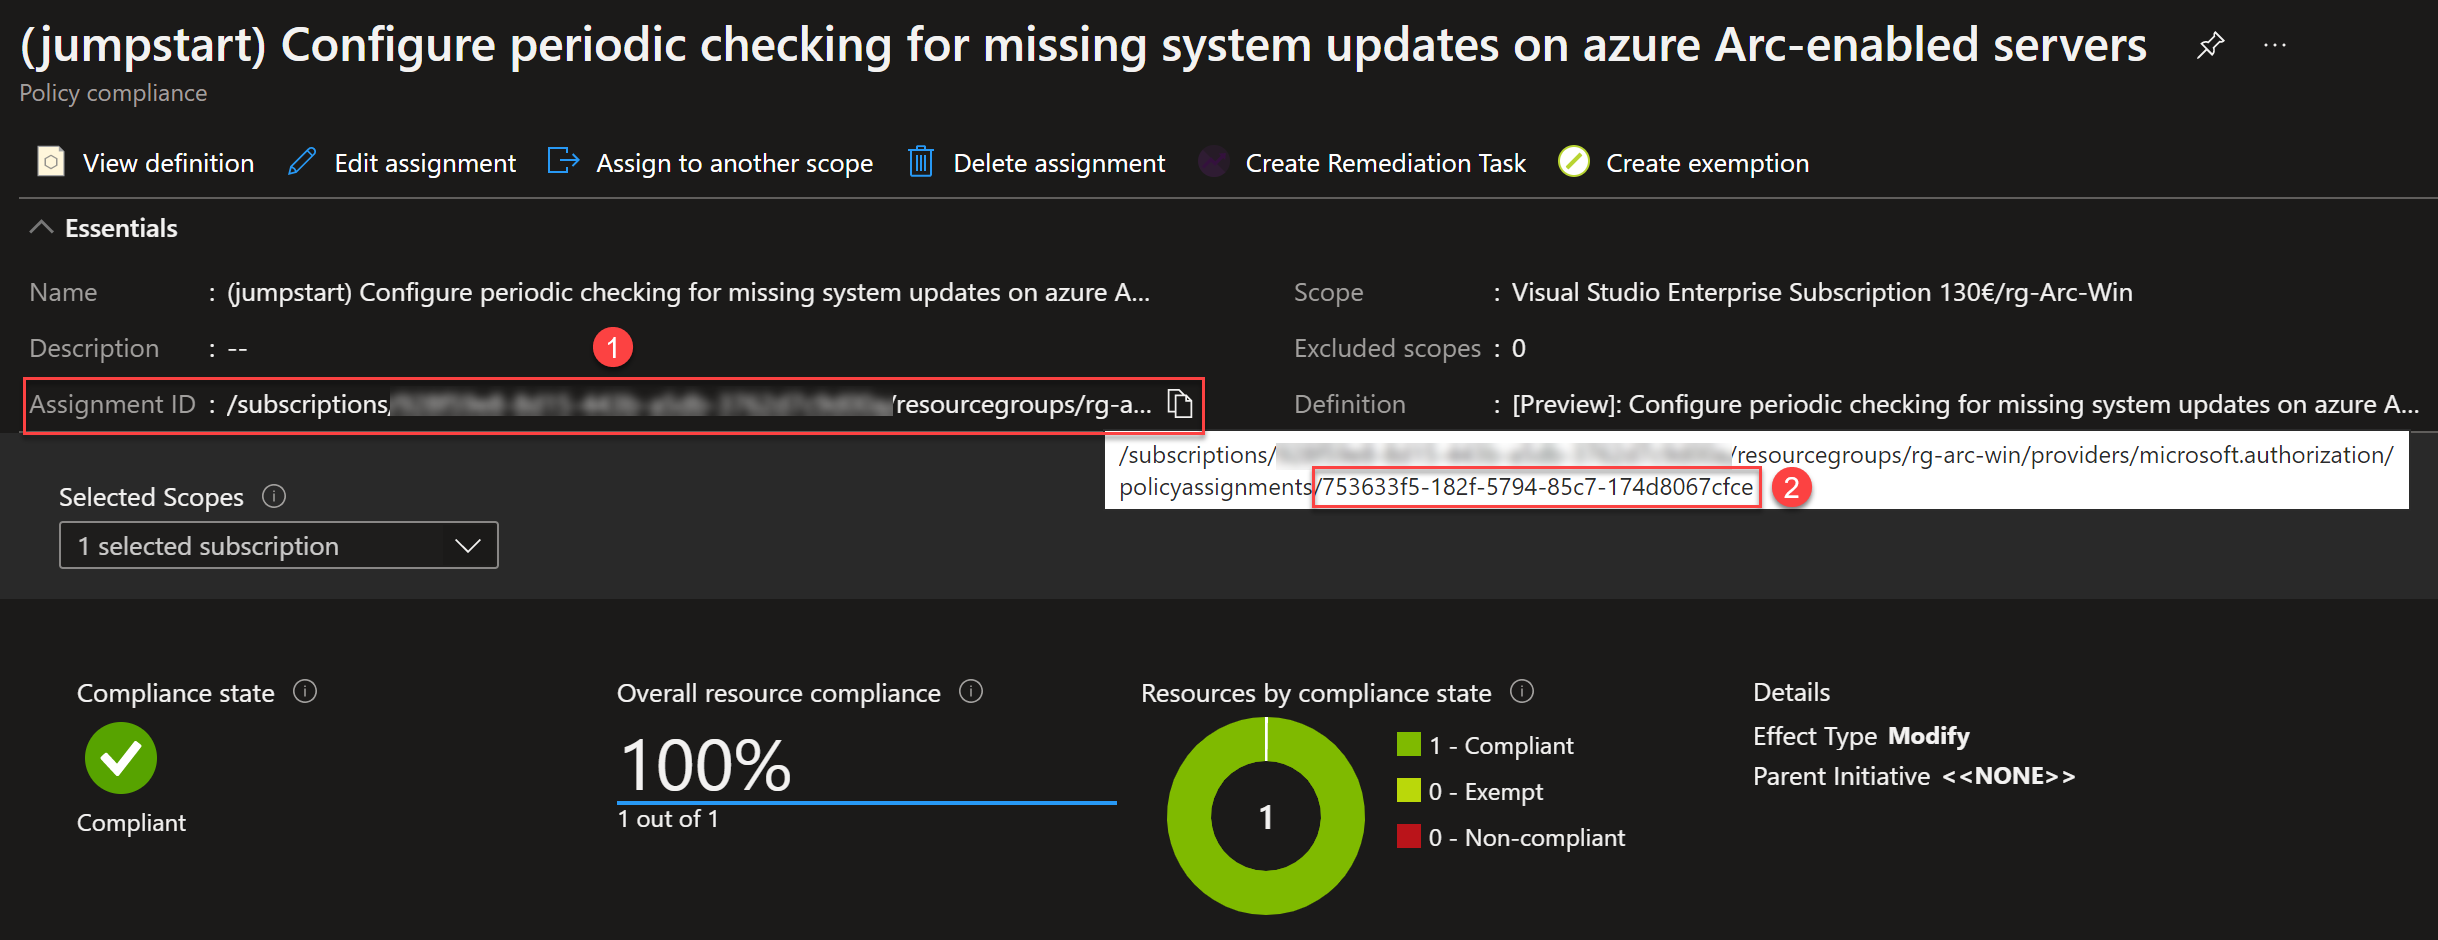 (jumpstart) Configure periodic checking for missing system updates on azure Arc-enabled servers
Policy compliance
View definition
Edit assignment
Assign to another scope
Delete assignment
Create Remediation Task
Create exemption
Essentials
Name : (jumpstart) Configure periodic checking for missing system updates on azure A...
Scope : Visual Studio Enterprise Subscription 130€/rg-Arc-Win
Description : --
1
Excluded scopes : 0
Assignment ID : /subscriptions/ /resourcegroups/rg-a...
Definition : [Preview]: Configure periodic checking for missing system updates on azure A...
/subscriptions/ /resourcegroups/rg-arc-win/providers/microsoft.authorization/
policyassignments/753633f5-182f-5794-85c7-174d8067cfce
2
Selected Scopes
1 selected subscription
Compliance state
Compliant
Overall resource compliance
100%
1 out of 1
Resources by compliance state
1
1 - Compliant
0 - Exempt
0 - Non-compliant
Details
Effect Type Modify
Parent Initiative <<NONE>>